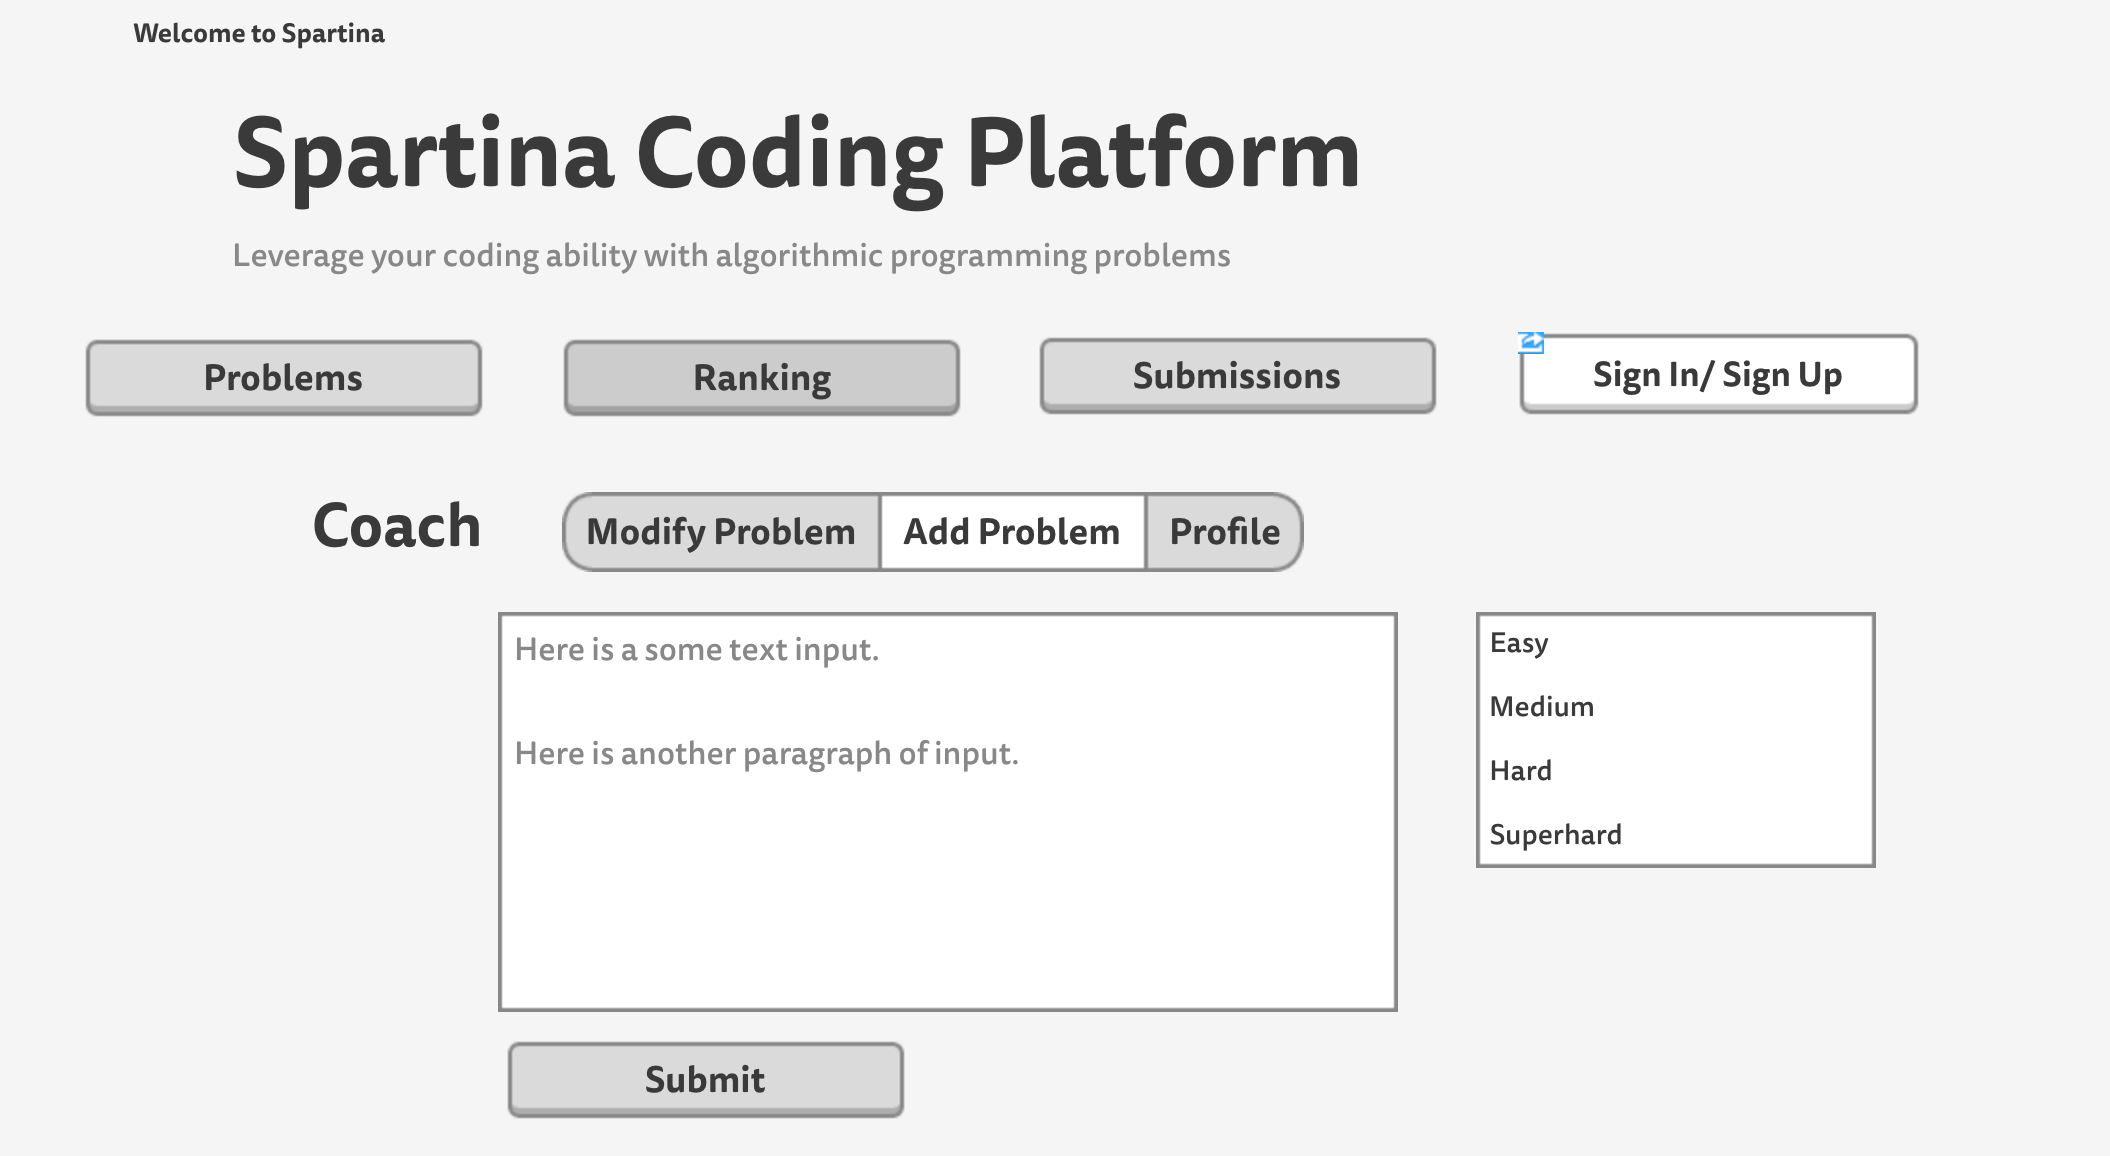 Welcome to Spartina
Spartina Coding Platform
Leverage your coding ability with algorithmic programming problems
Problems
Ranking
Submissions
Sign In/ Sign Up
Coach
Modify Problem
Add Problem
Profile
Here is a some text input.
Here is another paragraph of input.
Easy
Medium
Hard
Superhard
Submit